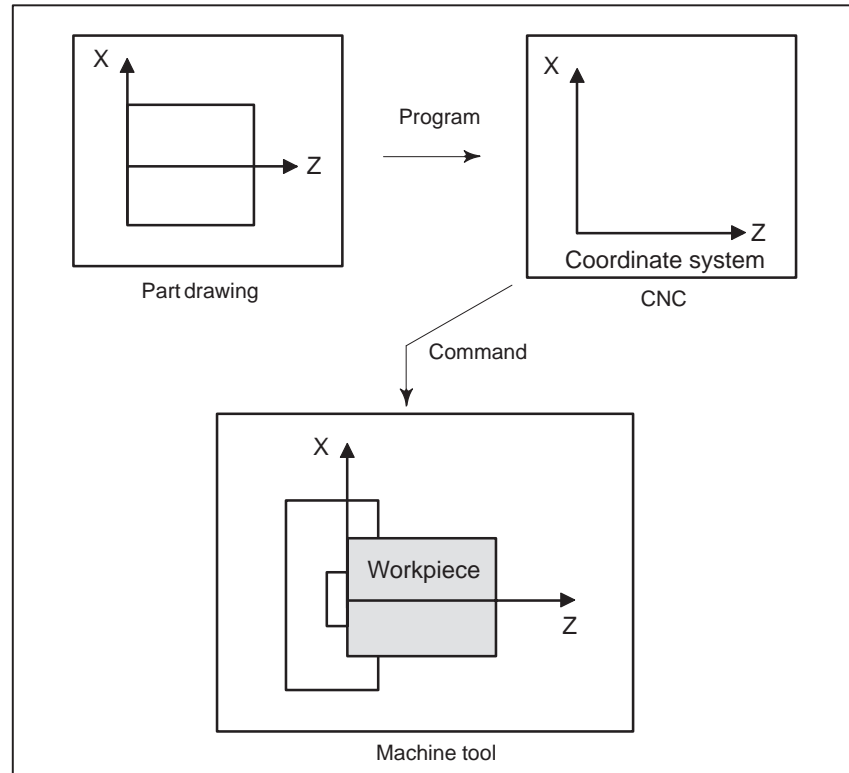 X
Z
Part drawing
Program
X
Z
Coordinate system
CNC
Command
X
Workpiece
Z
Machine tool